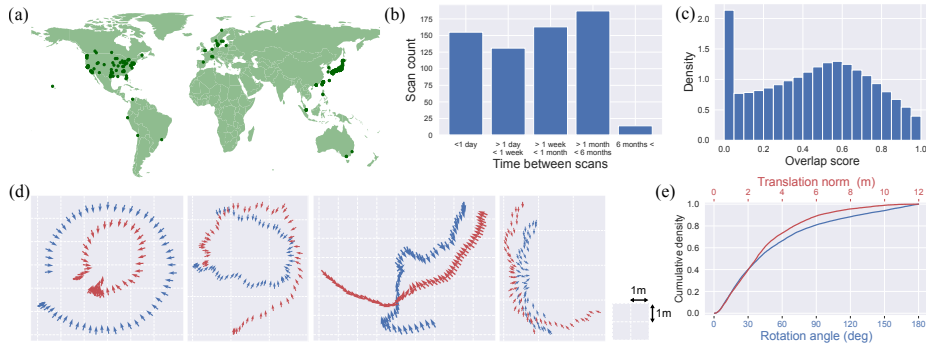 (a)
(b)
175
150
125
100
75
50
25
0
Scan count
<1 day
> 1 day
< 1 week
> 1 week
< 1 month
> 1 month
< 6 months
6 months <
Time between scans
(c)
2.0
1.5
1.0
0.5
0.0
Density
0.0 0.2 0.4 0.6 0.8 1.0
Overlap score
(d)
1m
1m
(e)
Translation norm (m)
0 2 4 6 8 10 12
1.0
0.8
0.6
0.4
0.2
0.0
Cumulative density
0 30 60 90 120 150 180
Rotation angle (deg)